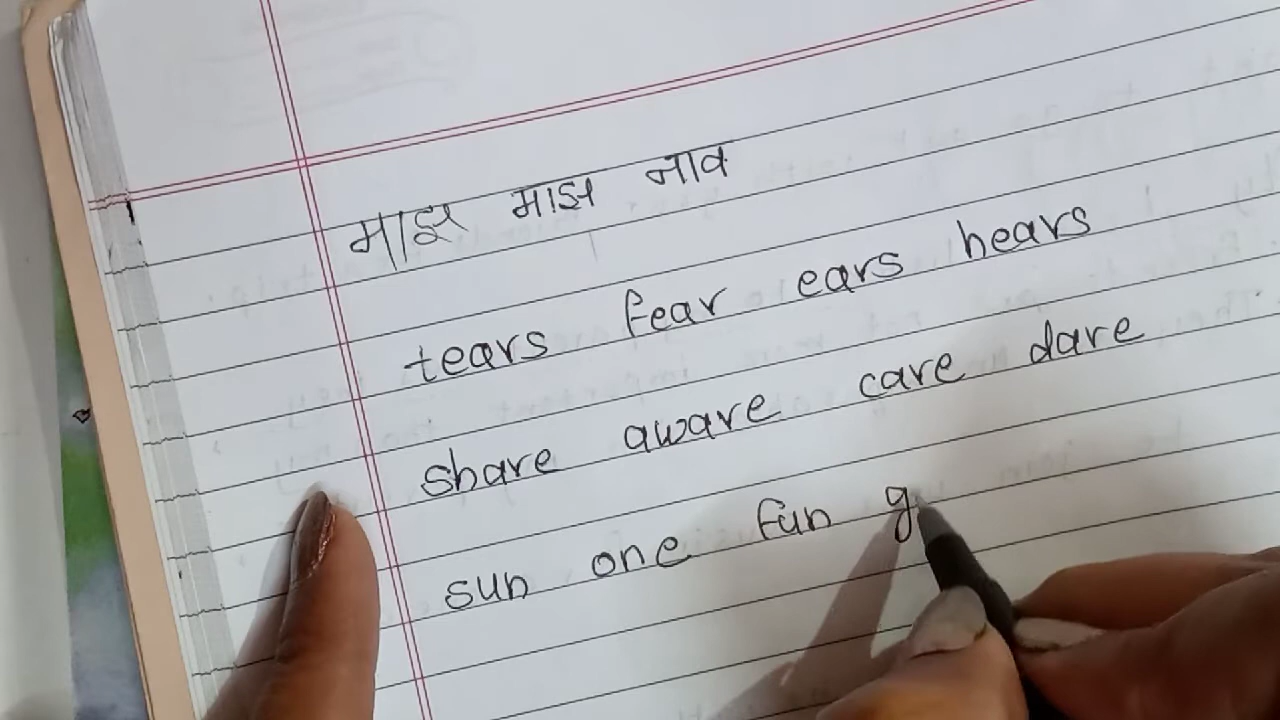 माझ माझ नाव
tears fear ears hears
share aware care dare
sun one fun g